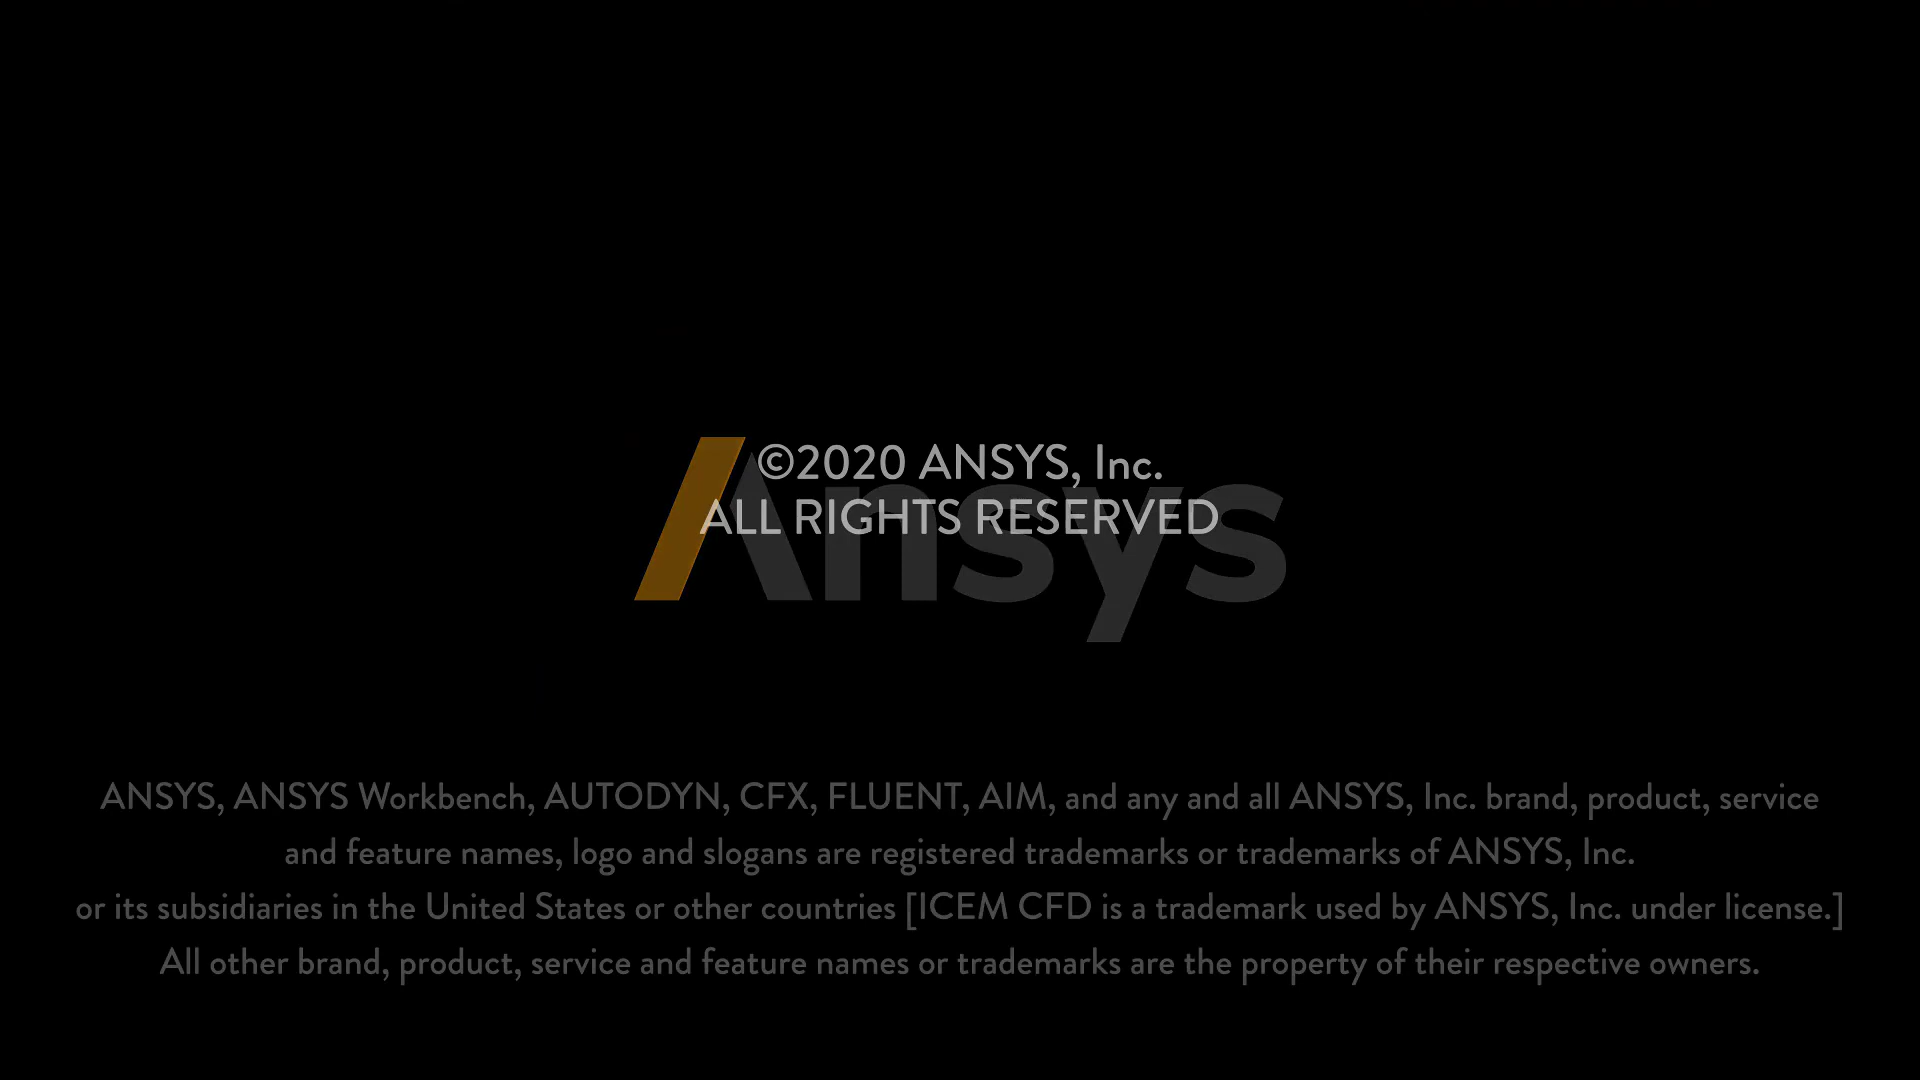 ©2020 ANSYS, Inc.
ALL RIGHTS RESERVED
Ansys
ANSYS, ANSYS Workbench, AUTODYN, CFX, FLUENT, AIM, and any and all ANSYS, Inc. brand, product, service
and feature names, logo and slogans are registered trademarks or trademarks of ANSYS, Inc.
or its subsidiaries in the United States or other countries [ICEM CFD is a trademark used by ANSYS, Inc. under license.]
All other brand, product, service and feature names or trademarks are the property of their respective owners.